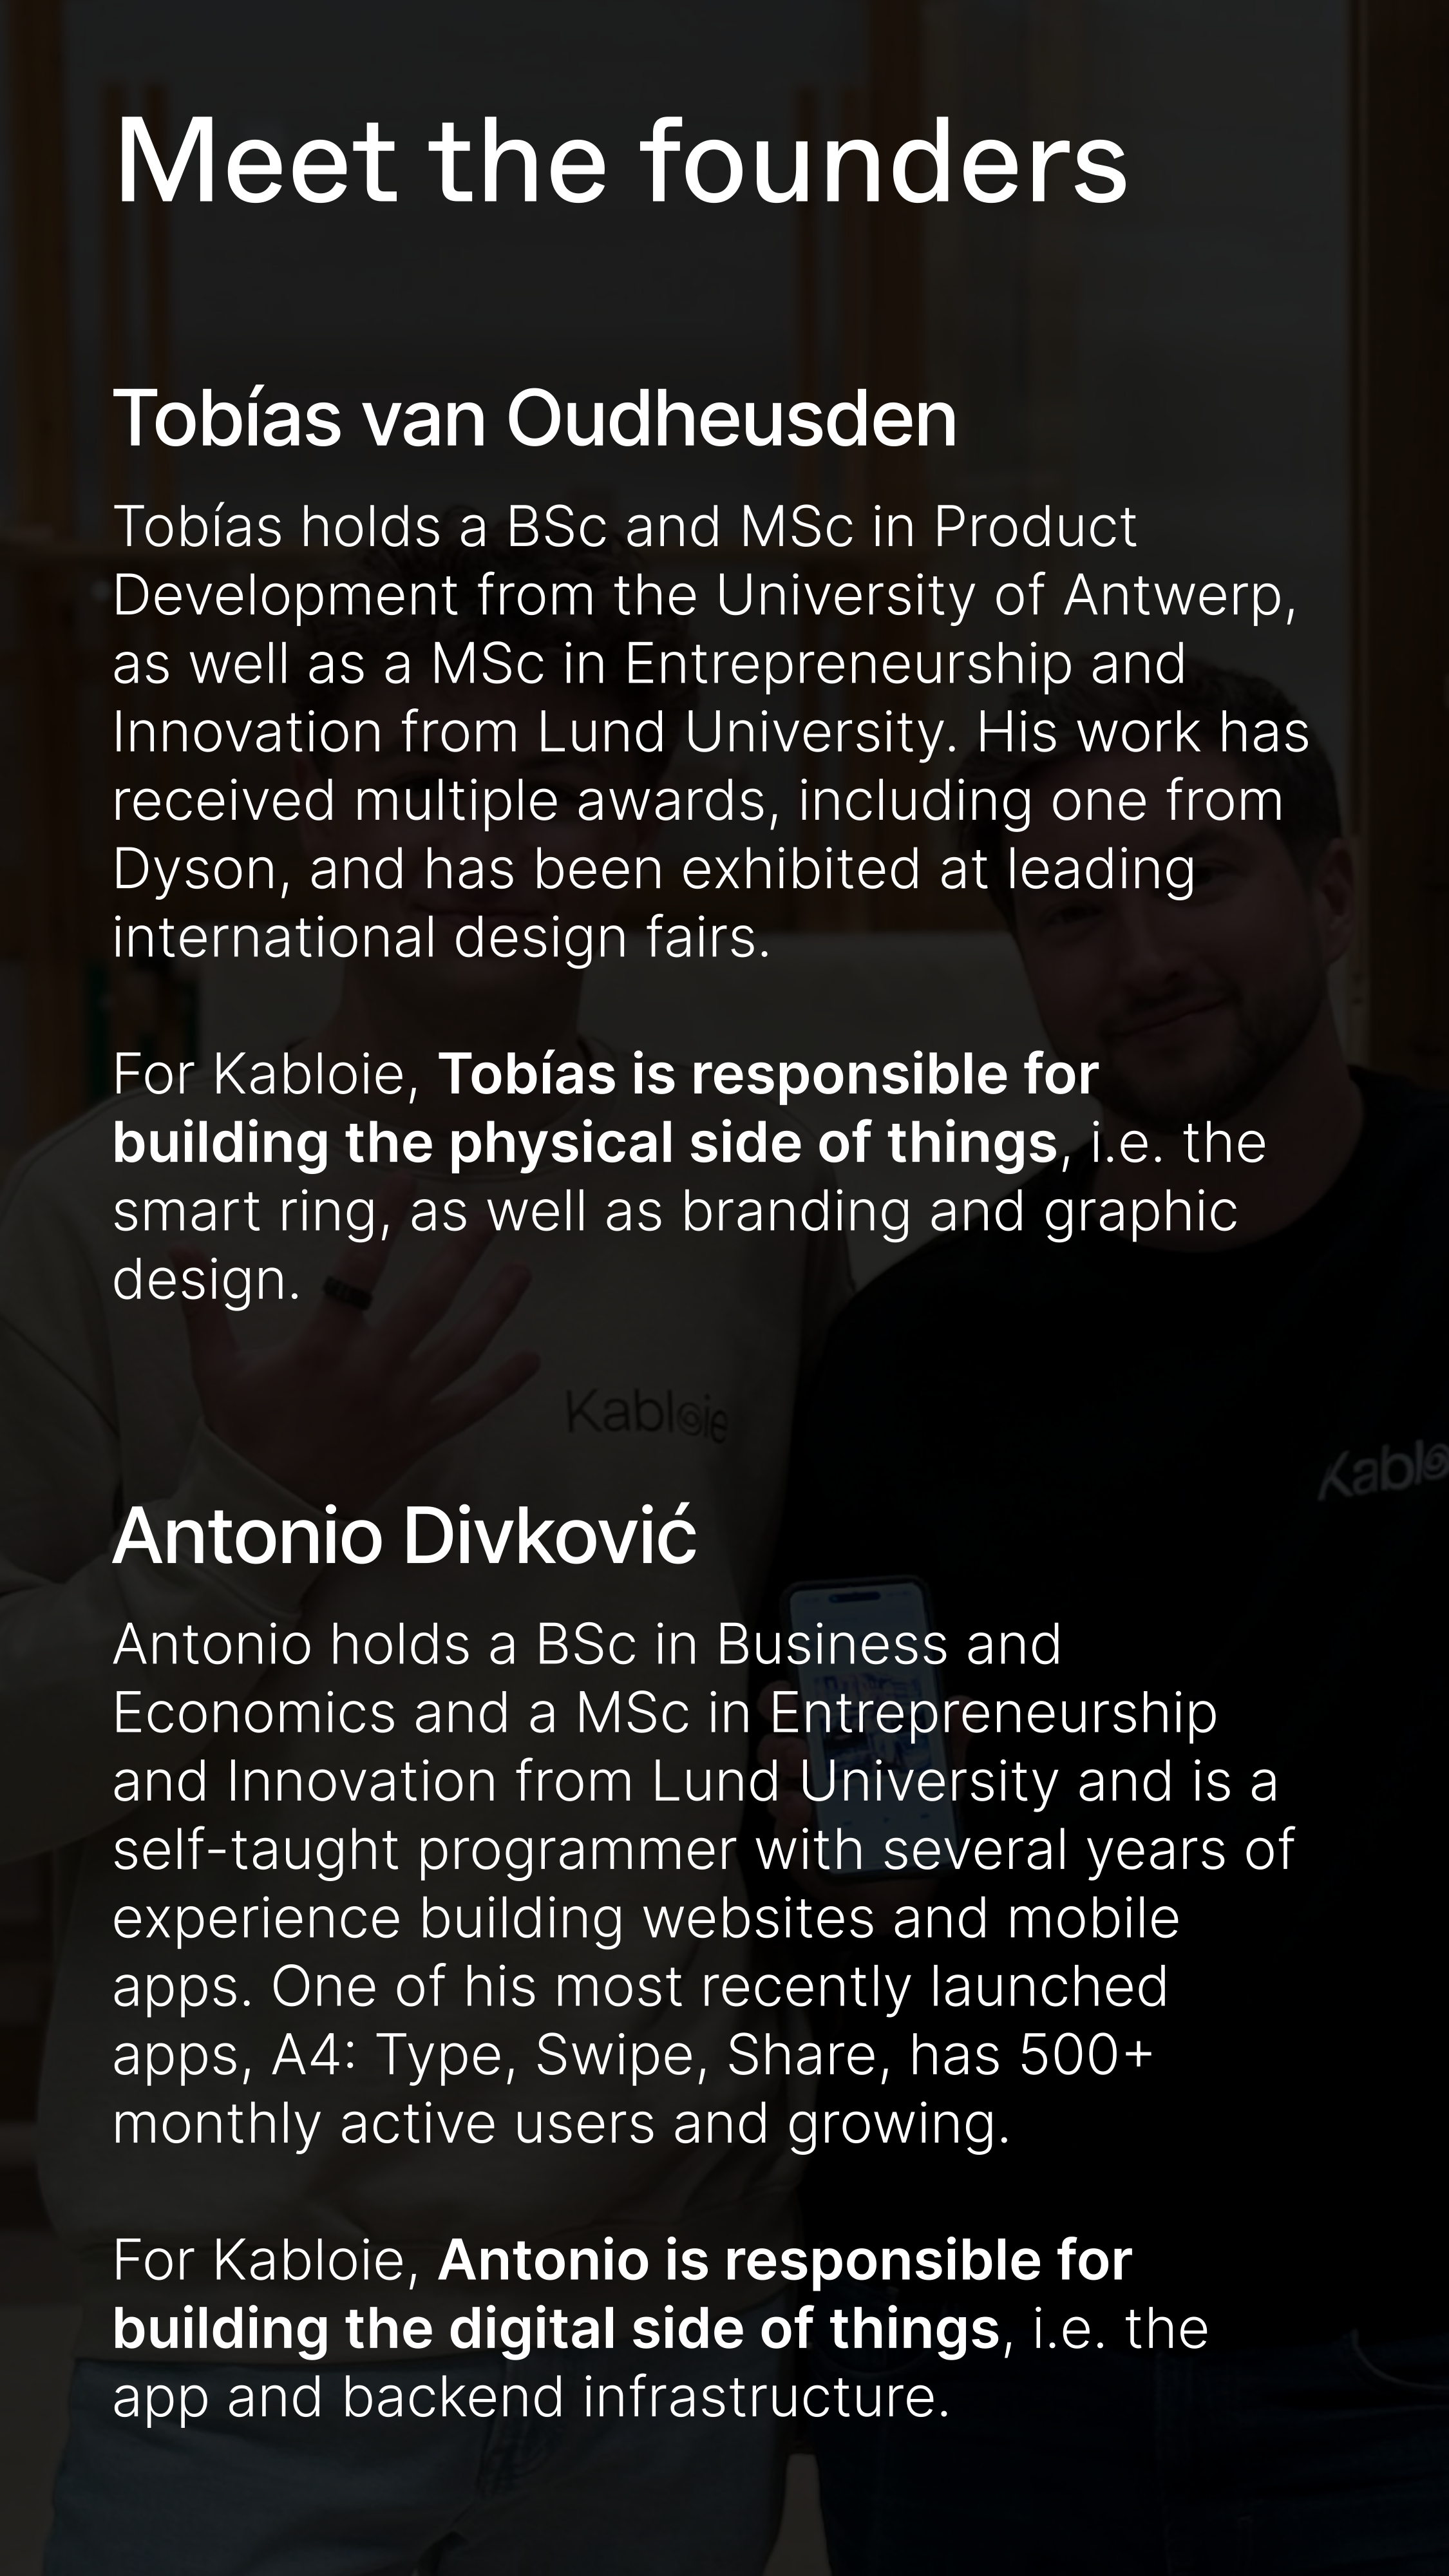 Meet the founders
Tobías van Oudheusden
Tobías holds a BSc and MSc in Product
Development from the University of Antwerp,
as well as a MSc in Entrepreneurship and
Innovation from Lund University. His work has
received multiple awards, including one from
Dyson, and has been exhibited at leading
international design fairs.
For Kabloie, Tobías is responsible for
building the physical side of things, i.e. the
smart ring, as well as branding and graphic
design.
Kabloie
Kablo
Antonio Divković
Antonio holds a BSc in Business and
Economics and a MSc in Entrepreneurship
and Innovation from Lund University and is a
self-taught programmer with several years of
experience building websites and mobile
apps. One of his most recently launched
apps, A4: Type, Swipe, Share, has 500+
monthly active users and growing.
For Kabloie, Antonio is responsible for
building the digital side of things, i.e. the
app and backend infrastructure.